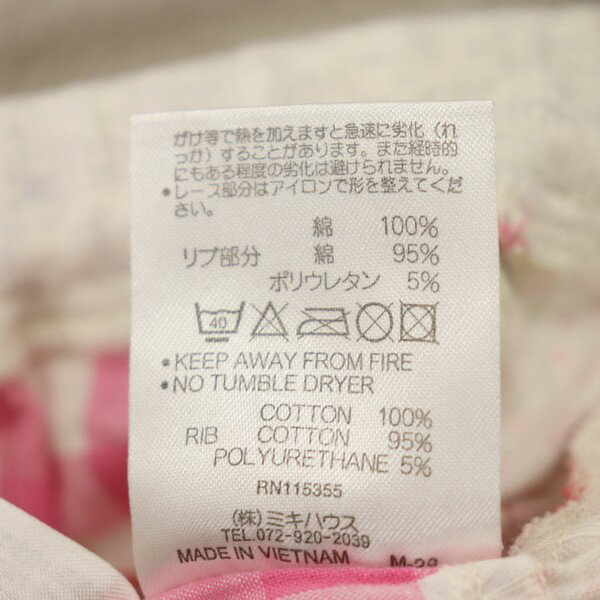 がけ等で熱を加えますと急速に劣化（れ
っか）することがあります。また経時的
にもある程度の劣化は避けられません。
●レース部分はアイロンで形を整えてくだ
さい。
綿 100%
リブ部分 綿 95%
ポリウレタン 5%
40
●KEEP AWAY FROM FIRE
●NO TUMBLE DRYER
COTTON 100%
RIB COTTON 95%
POLYURETHANE 5%
RN115355
(株)ミキハウス
TEL.072-920-2039
MADE IN VIETNAM